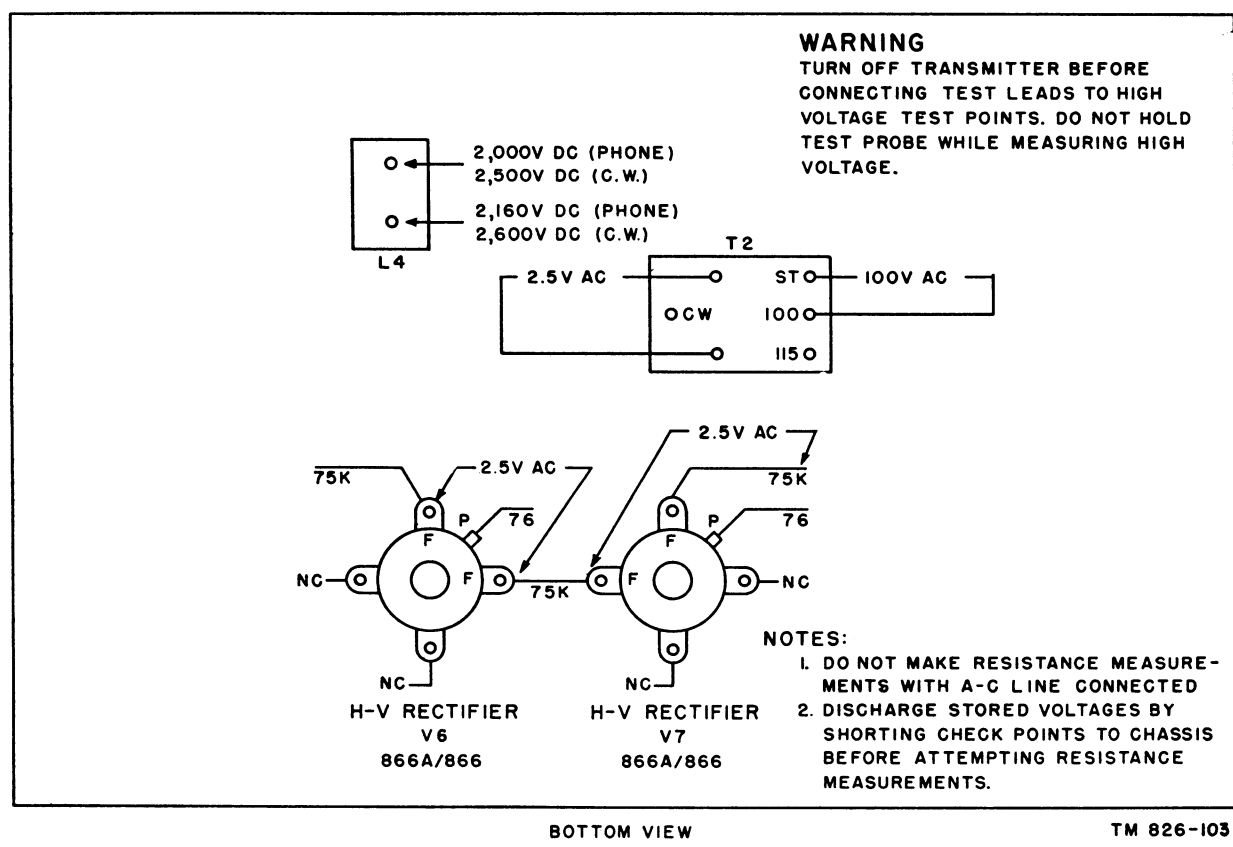 WARNING
TURN OFF TRANSMITTER BEFORE
CONNECTING TEST LEADS TO HIGH
VOLTAGE TEST POINTS. DO NOT HOLD
TEST PROBE WHILE MEASURING HIGH
VOLTAGE.
2,000V DC (PHONE)
2,500V DC (C.W.)
2,160V DC (PHONE)
2,600V DC (C.W.)
L4
T2
2.5V AC
ST
100V AC
CW
100
115
2.5V AC
75K
2.5V AC
75K
P
76
P
76
F
F
NC
F
75K
F
NC
NC
NC
H-V RECTIFIER
V6
866A/866
H-V RECTIFIER
V7
866A/866
NOTES:
1. DO NOT MAKE RESISTANCE MEASURE-
MENTS WITH A-C LINE CONNECTED
2. DISCHARGE STORED VOLTAGES BY
SHORTING CHECK POINTS TO CHASSIS
BEFORE ATTEMPTING RESISTANCE
MEASUREMENTS.
BOTTOM VIEW
TM 826-103